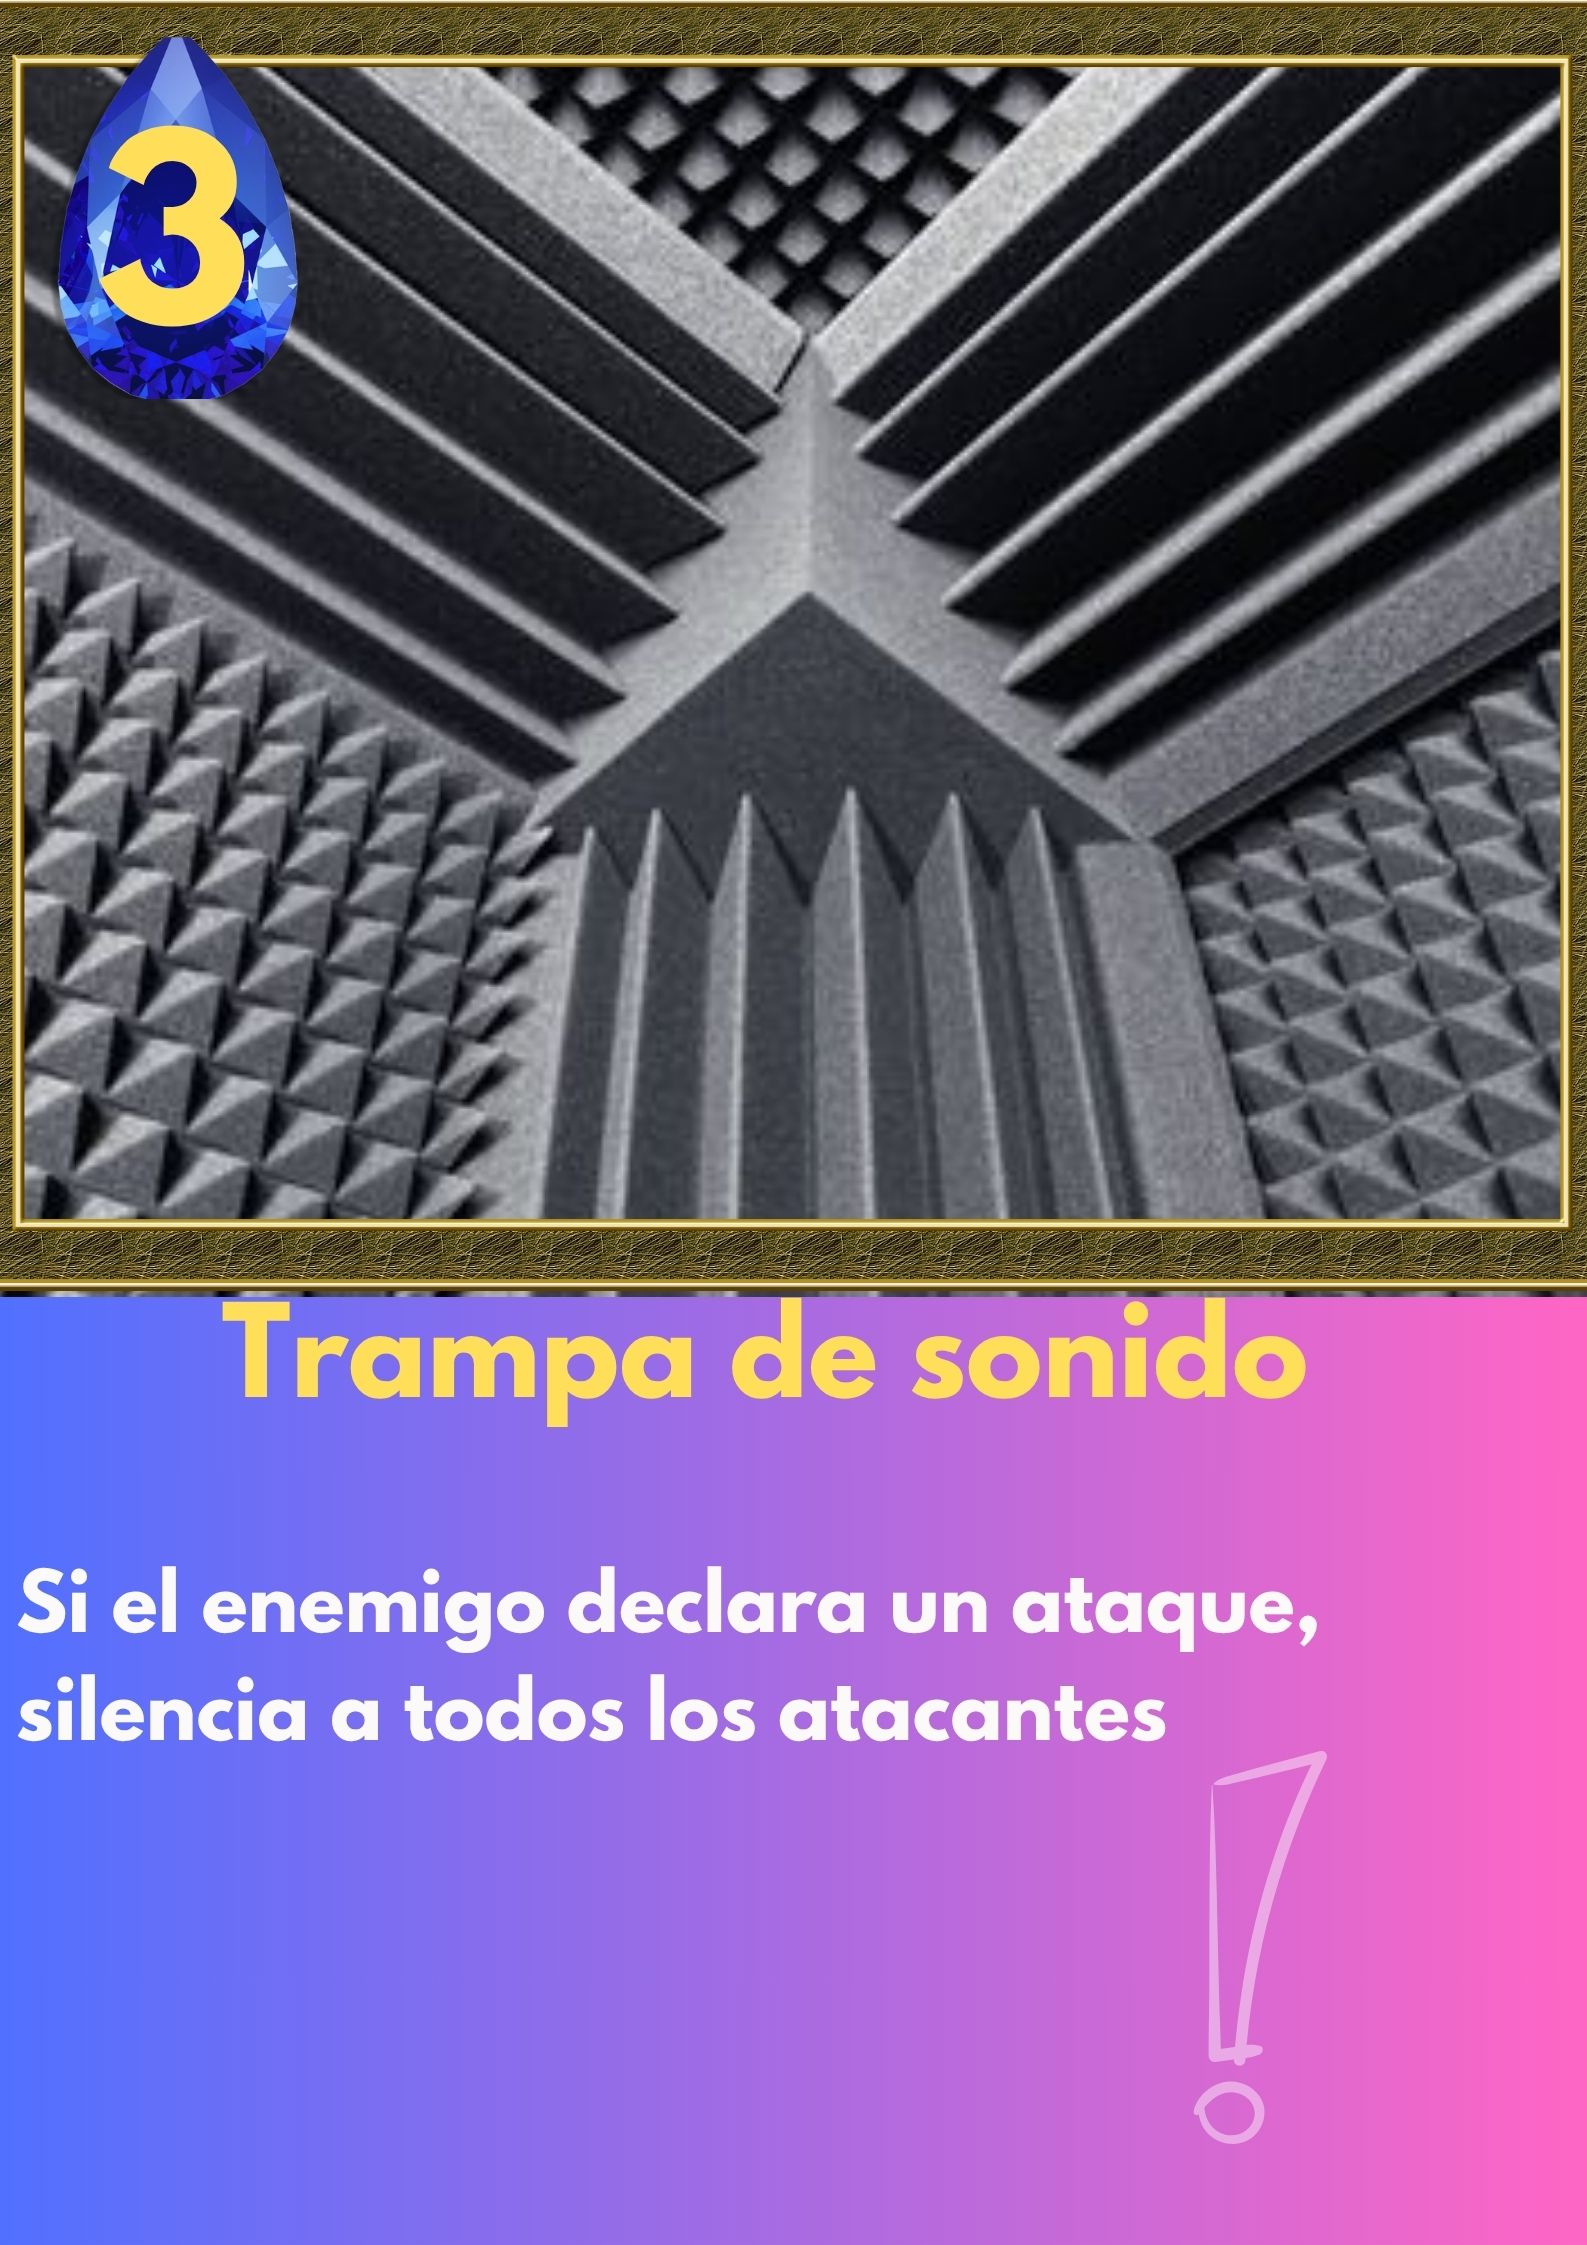 3
Trampa de sonido
Si el enemigo declara un ataque,
silencia a todos los atacantes
!